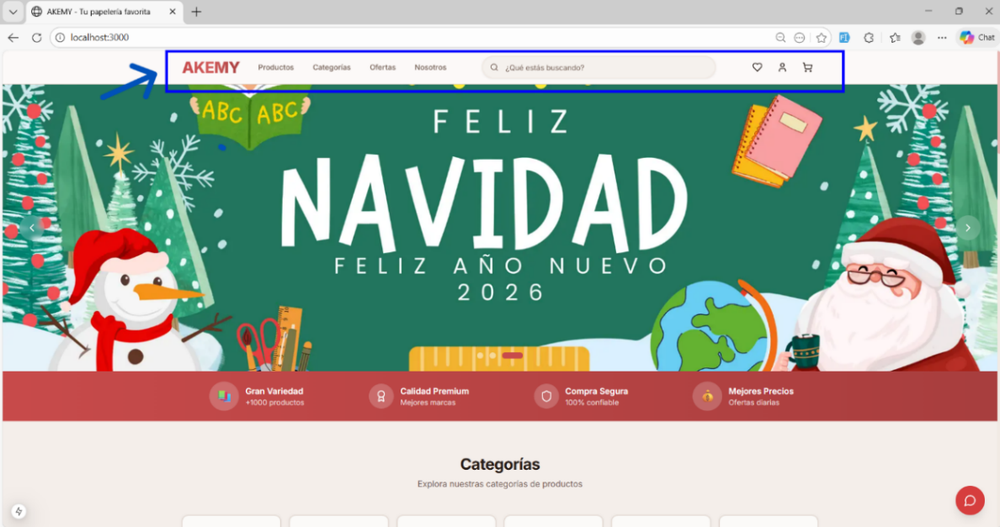 AKEMY - Tu papelería favorita
localhost:3000
Chat
AKEMY Productos Categorías Ofertas Nosotros ¿Qué estás buscando?
ABC ABC
FELIZ
NAVIDAD
FELIZ AÑO NUEVO
2026
Gran Variedad
+1000 productos
Calidad Premium
Mejores marcas
Compra Segura
100% confiable
Mejores Precios
Ofertas diarias
Categorías
Explora nuestras categorías de productos